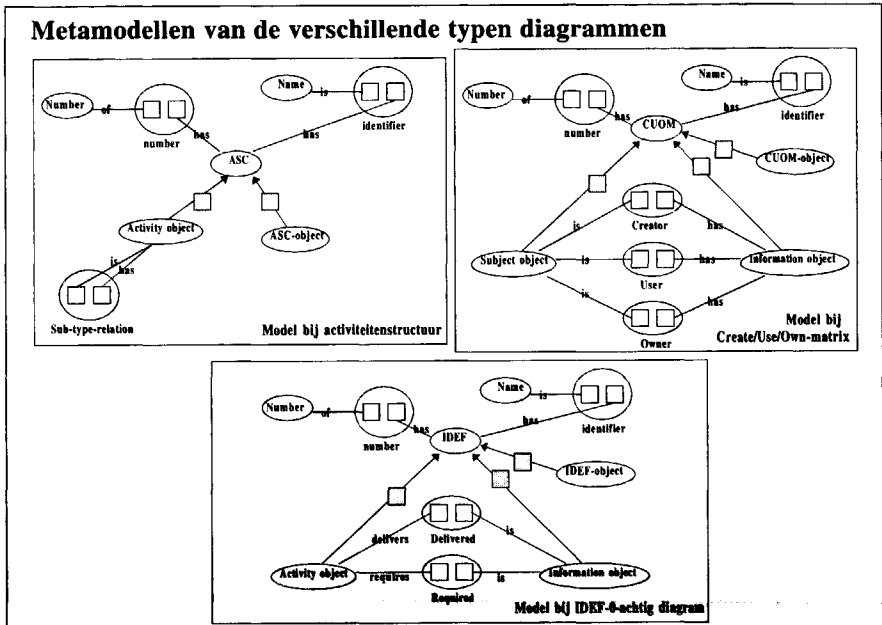 Metamodellen van de verschillende typen diagrammen
Name
is
Number
of
identifier
has
has
number
ASC
Activity object
ASC-object
is
has
Sub-type-relation
Model bij activiteitenstructuur
Name
is
Number
of
identifier
has
has
number
CUOM
CUOM-object
is
Creator
has
Subject object
is
User
has
Information object
is
Owner
has
Model bij
Create/Use/Own-matrix
Name
is
Number
of
identifier
has
has
number
IDEF
IDEF-object
delivers
Delivered
is
Activity object
requires
Required
is
Information object
Model bij IDEF-0-achtig diagram